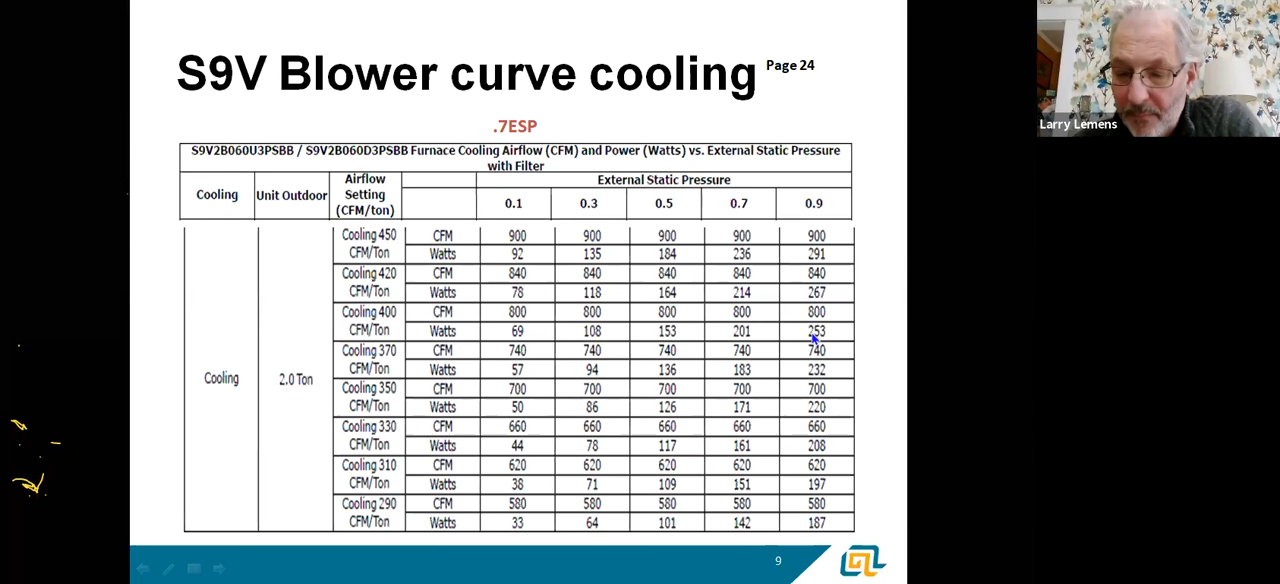 S9V Blower curve cooling
Page 24
.7ESP
S9V2B060U3PSBB / S9V2B060D3PSBB Furnace Cooling Airflow (CFM) and Power (Watts) vs. External Static Pressure
with Filter
Cooling Unit Outdoor Airflow Setting (CFM/ton) External Static Pressure
0.1 0.3 0.5 0.7 0.9
Cooling 2.0 Ton
Cooling 450 CFM 900 900 900 900 900
CFM/Ton Watts 92 135 184 236 291
Cooling 420 CFM 840 840 840 840 840
CFM/Ton Watts 78 118 164 214 267
Cooling 400 CFM 800 800 800 800 800
CFM/Ton Watts 69 108 153 201 253
Cooling 370 CFM 740 740 740 740 740
CFM/Ton Watts 57 94 136 183 232
Cooling 350 CFM 700 700 700 700 700
CFM/Ton Watts 50 86 126 171 220
Cooling 330 CFM 660 660 660 660 660
CFM/Ton Watts 44 78 117 161 208
Cooling 310 CFM 620 620 620 620 620
CFM/Ton Watts 38 71 109 151 197
Cooling 290 CFM 580 580 580 580 580
CFM/Ton Watts 33 64 101 142 187
9
Larry Lemens